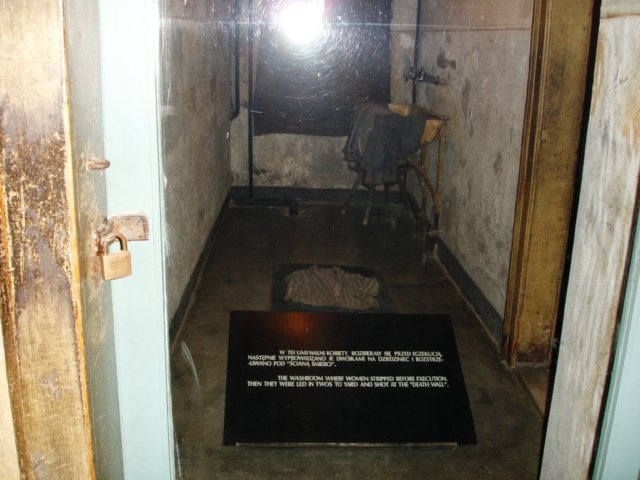 W TEJ UMYWALNI KOBIETY, ROZBIERAŁY SIĘ PRZED EGZEKUCJĄ,
NASTĘPNIE WYPROWADZANO JE DWÓJKAMI NA DZIEDZINIEC I ROZSTRZE-
-LIWANO POD "ŚCIANĄ ŚMIERCI".
THE WASHROOM WHERE WOMEN STRIPPED BEFORE EXECUTION,
THEN THEY WERE LED IN TWOS TO YARD AND SHOT AT THE "DEATH WALL".